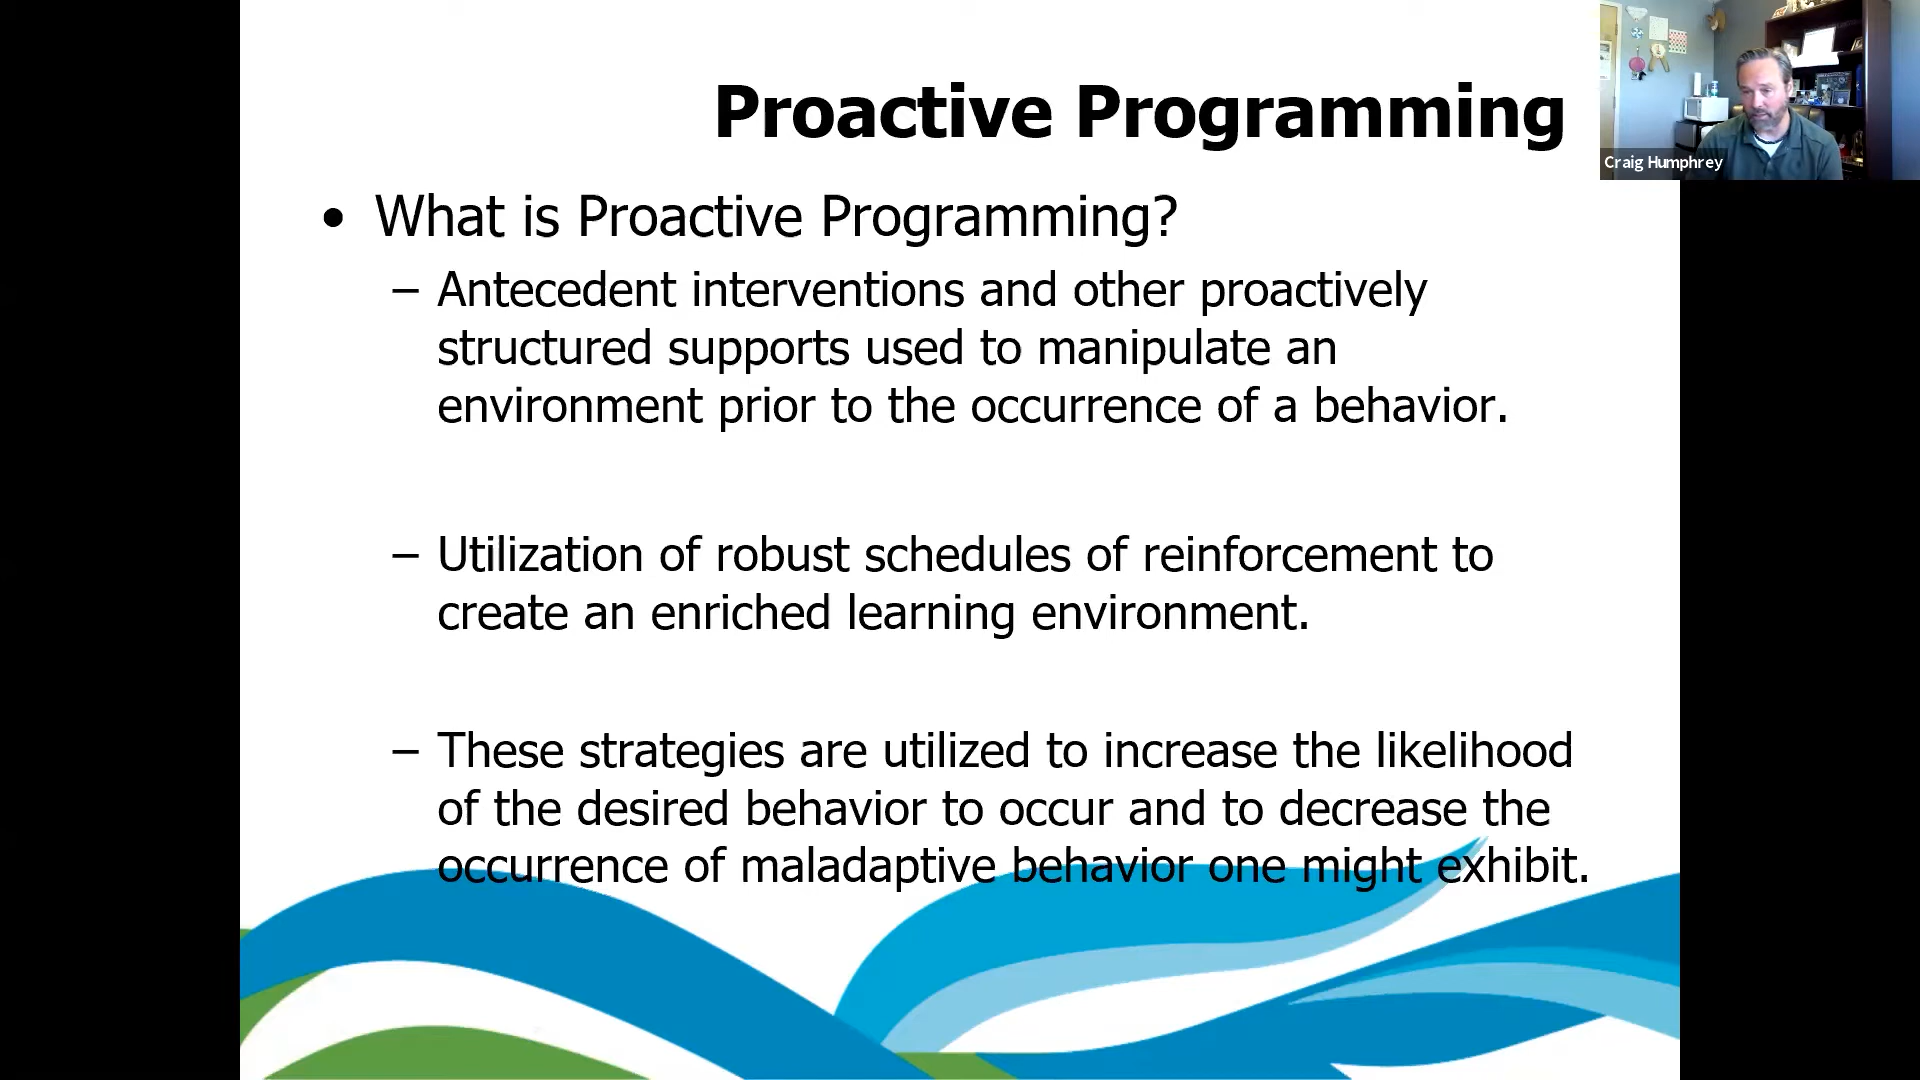 Proactive Programming
Craig Humphrey
• What is Proactive Programming?
– Antecedent interventions and other proactively
structured supports used to manipulate an
environment prior to the occurrence of a behavior.
– Utilization of robust schedules of reinforcement to
create an enriched learning environment.
– These strategies are utilized to increase the likelihood
of the desired behavior to occur and to decrease the
occurrence of maladaptive behavior one might exhibit.